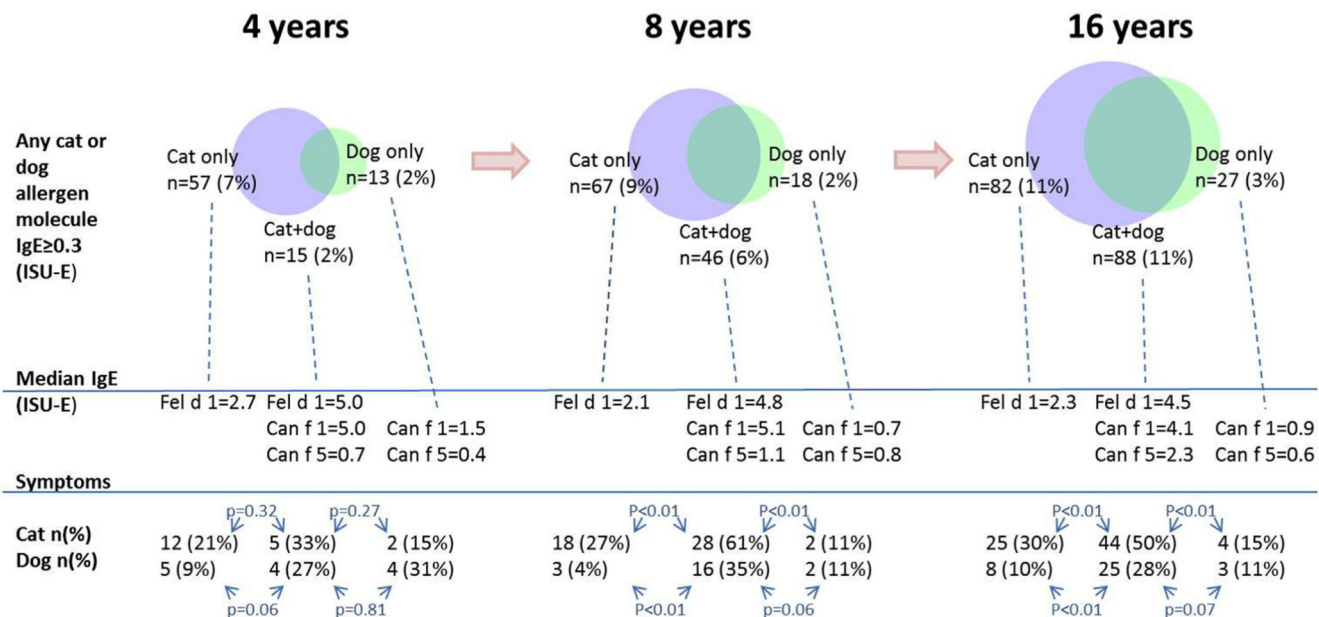 4 years
8 years
16 years
Any cat or
dog
allergen
molecule
IgE≥0.3
(ISU-E)
Cat only
n=57 (7%)
Dog only
n=13 (2%)
Cat+dog
n=15 (2%)
Cat only
n=67 (9%)
Dog only
n=18 (2%)
Cat+dog
n=46 (6%)
Cat only
n=82 (11%)
Dog only
n=27 (3%)
Cat+dog
n=88 (11%)
Median IgE
(ISU-E)
Fel d 1=2.7
Fel d 1=5.0
Can f 1=5.0
Can f 5=0.7
Can f 1=1.5
Can f 5=0.4
Fel d 1=2.1
Fel d 1=4.8
Can f 1=5.1
Can f 5=1.1
Can f 1=0.7
Can f 5=0.8
Fel d 1=2.3
Fel d 1=4.5
Can f 1=4.1
Can f 5=2.3
Can f 1=0.9
Can f 5=0.6
Symptoms
p=0.32 p=0.27 P<0.01 P<0.01 P<0.01 P<0.01
Cat n(%) 12 (21%) 5 (33%) 2 (15%) 18 (27%) 28 (61%) 2 (11%) 25 (30%) 44 (50%) 4 (15%)
Dog n(%) 5 (9%) 4 (27%) 4 (31%) 3 (4%) 16 (35%) 2 (11%) 8 (10%) 25 (28%) 3 (11%)
p=0.06 p=0.81 P<0.01 p=0.06 P<0.01 p=0.07